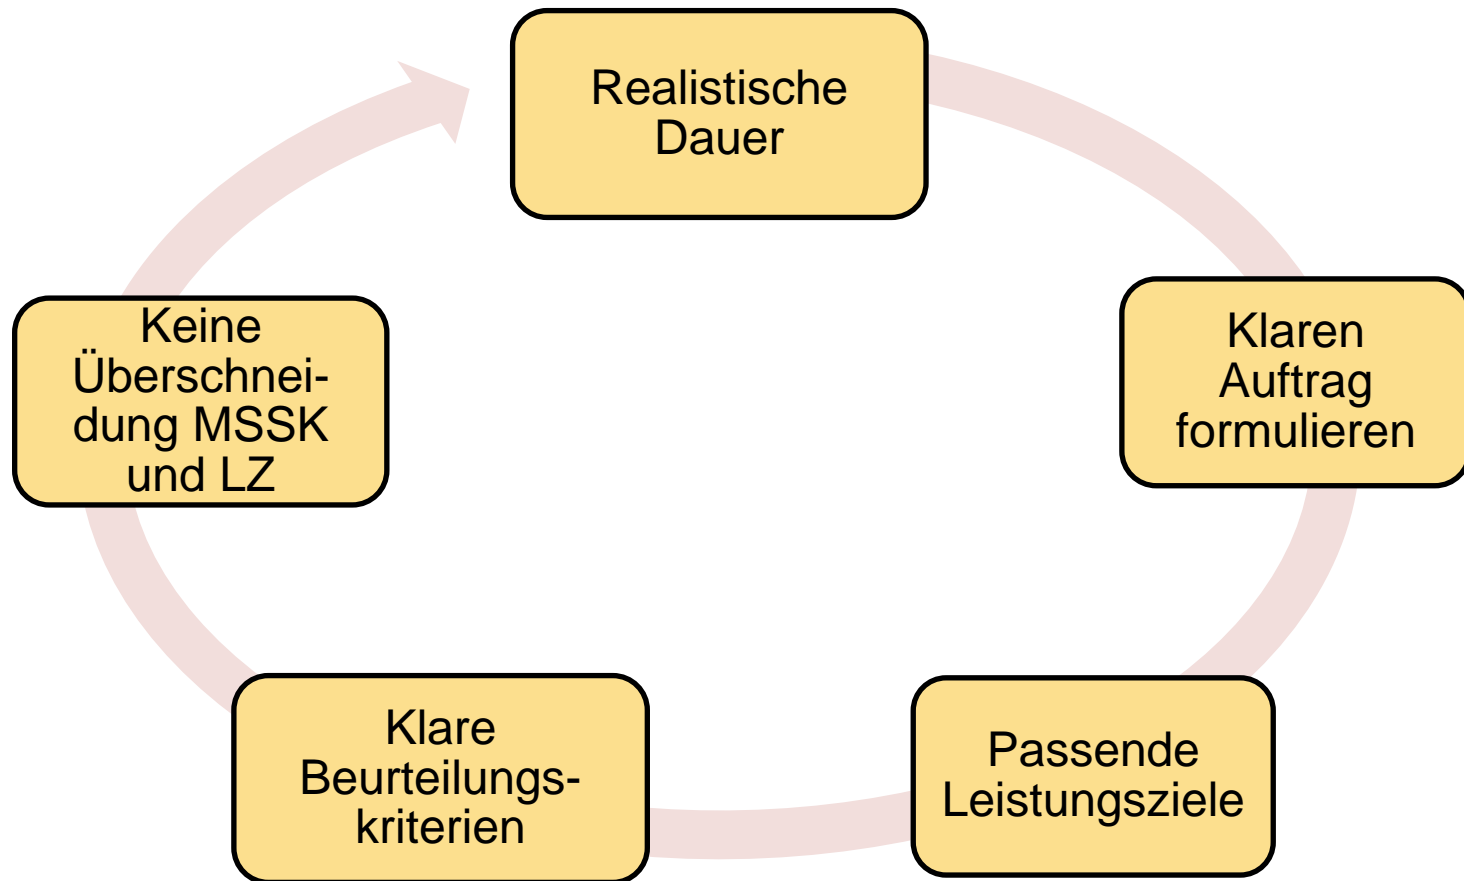 Realistische
Dauer
Klaren
Auftrag
formulieren
Passende
Leistungsziele
Klare
Beurteilungs-
kriterien
Keine
Überschnei-
dung MSSK
und LZ